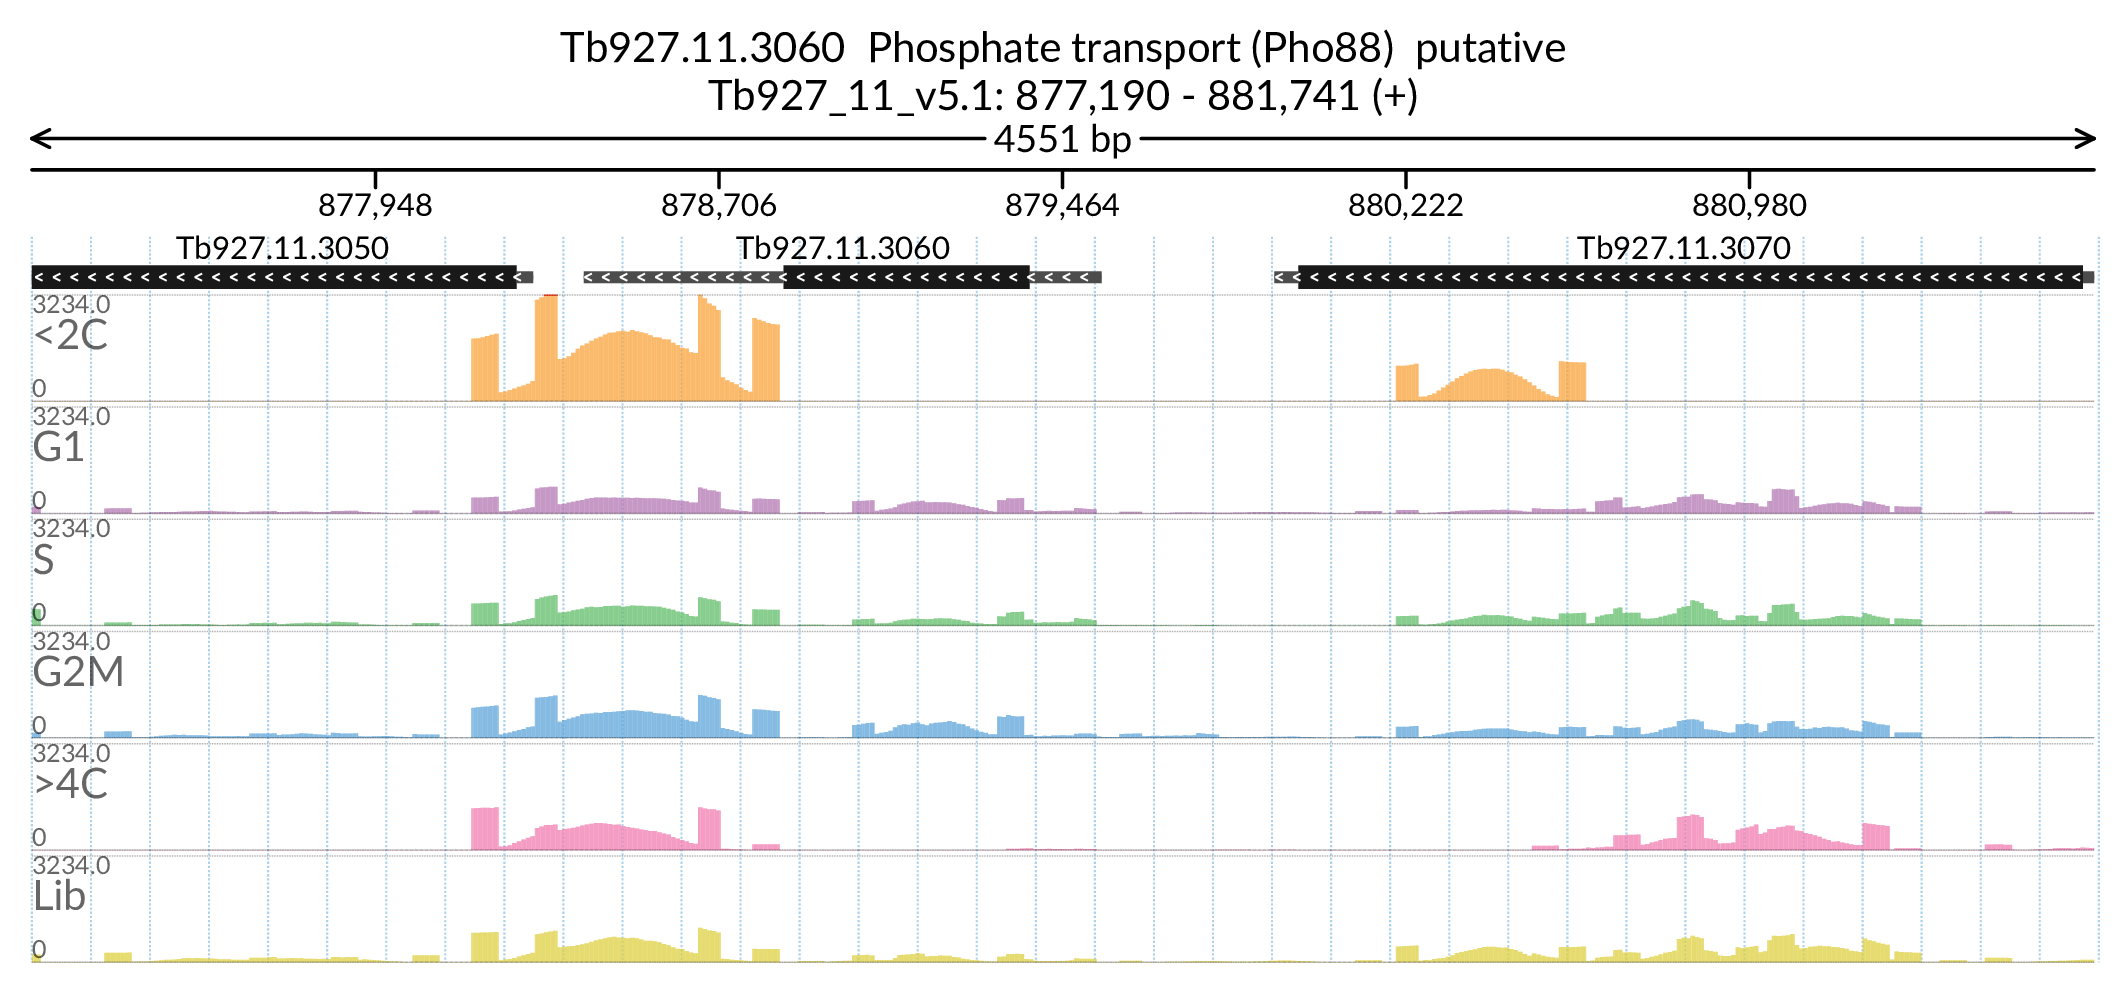 Tb927.11.3060  Phosphate transport (Pho88)  putative
Tb927_11_v5.1: 877,190 - 881,741 (+)
4551 bp
877,948 878,706 879,464 880,222 880,980
Tb927.11.3050 Tb927.11.3060 Tb927.11.3070
3234.0
<2C
0
3234.0
G1
0
3234.0
S
0
3234.0
G2M
0
3234.0
>4C
0
3234.0
Lib
0